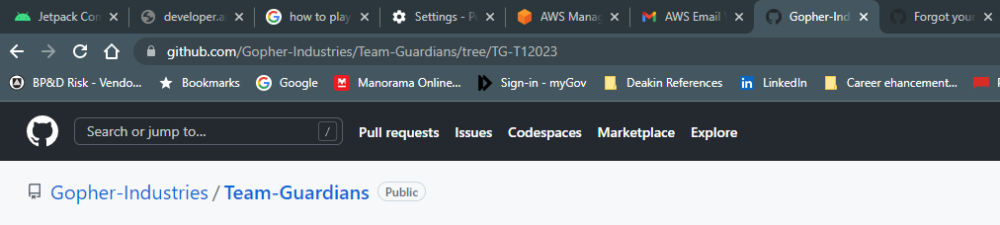 Jetpack Con developer.a how to play Settings - P AWS Manag AWS Email V Gopher-Ind Forgot your
github.com/Gopher-Industries/Team-Guardians/tree/TG-T12023
BP&D Risk - Vendo... Bookmarks Google Manorama Online... Sign-in - myGov Deakin References LinkedIn Career ehancement...
Search or jump to... / Pull requests Issues Codespaces Marketplace Explore
Gopher-Industries / Team-Guardians Public